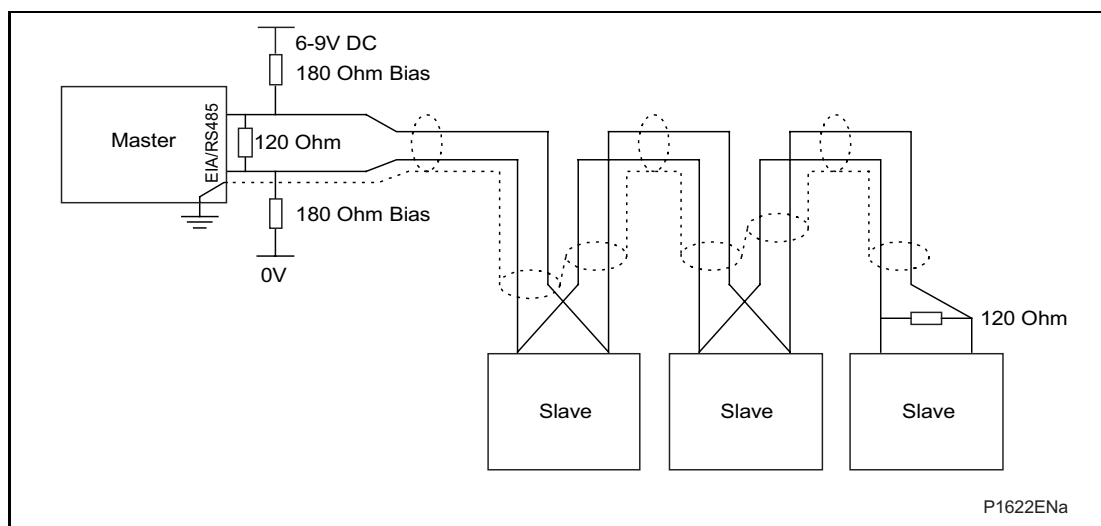 6-9V DC
180 Ohm Bias
Master
EIA/RS485
120 Ohm
180 Ohm Bias
0V
120 Ohm
Slave
Slave
Slave
P1622ENa